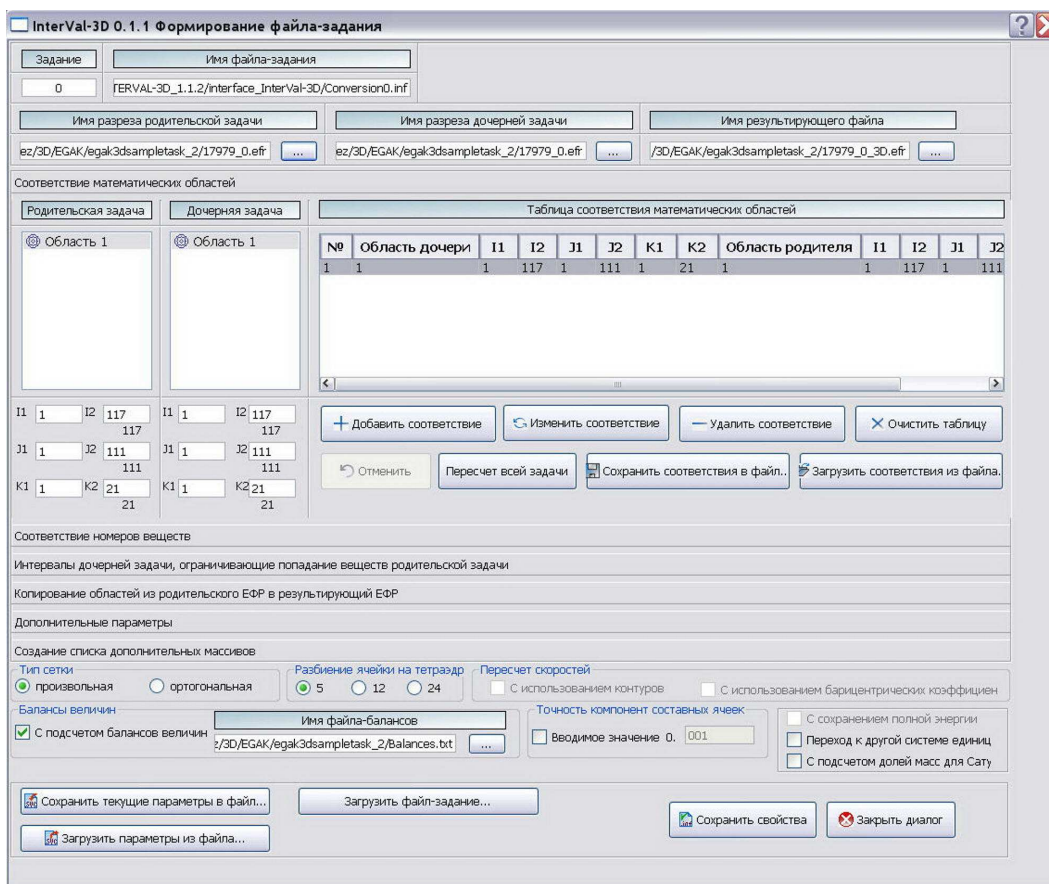 InterVal-3D 0.1.1 Формирование файла-задания
Задание Имя файла-задания
0 TERVAL-3D_1.1.2/interface_InterVal-3D/Conversion0.inf
Имя разреза родительской задачи Имя разреза дочерней задачи Имя результирующего файла
ez/3D/EGAK/egak3dsampletask_2/17979_0.efr ... ez/3D/EGAK/egak3dsampletask_2/17979_0.efr ... /3D/EGAK/egak3dsampletask_2/17979_0_3D.efr ...
Соответствие математических областей
Родительская задача Дочерняя задача Таблица соответствия математических областей
Область 1 Область 1
№ Область дочери I1 I2 J1 J2 K1 K2 Область родителя I1 I2 J1 J2
1 1 1 117 1 111 1 21 1 1 117 1 111
I1 1 I2 117 I1 1 I2 117
117 117
J1 1 J2 111 J1 1 J2 111
111 111
K1 1 K2 21 K1 1 K2 21
21 21
Добавить соответствие Изменить соответствие Удалить соответствие Очистить таблицу
Отменить Пересчет всей задачи Сохранить соответствия в файл.. Загрузить соответствия из файла.
Соответствие номеров веществ
Интервалы дочерней задачи, ограничивающие попадание веществ родительской задачи
Копирование областей из родительского ЕФР в результирующий ЕФР
Дополнительные параметры
Создание списка дополнительных массивов
Тип сетки Разбиение ячейки на тетраэдр Пересчет скоростей
произвольная ортогональная 5 12 24 С использованием контуров С использованием барицентрических коэффициен
Балансы величин Точность компонент составных ячеек
С подсчетом балансов величин Имя файла-балансов
z/3D/EGAK/egak3dsampletask_2/Balances.txt ... Вводимое значение 0. 001
С сохранением полной энергии
Переход к другой системе единиц
С подсчетом долей масс для Сату
Сохранить текущие параметры в файл... Загрузить файл-задание...
Сохранить свойства Закрыть диалог
Загрузить параметры из файла...